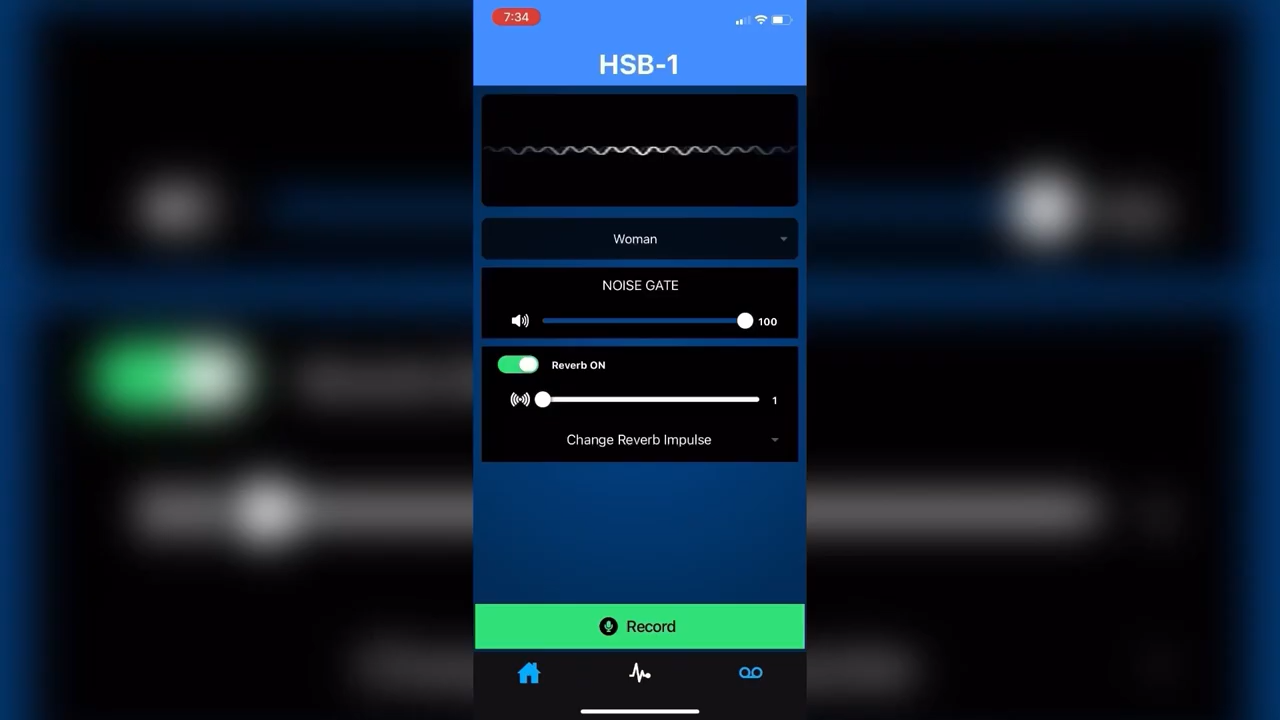 7:34
HSB-1
Woman
NOISE GATE
100
Reverb ON
1
Change Reverb Impulse
Record